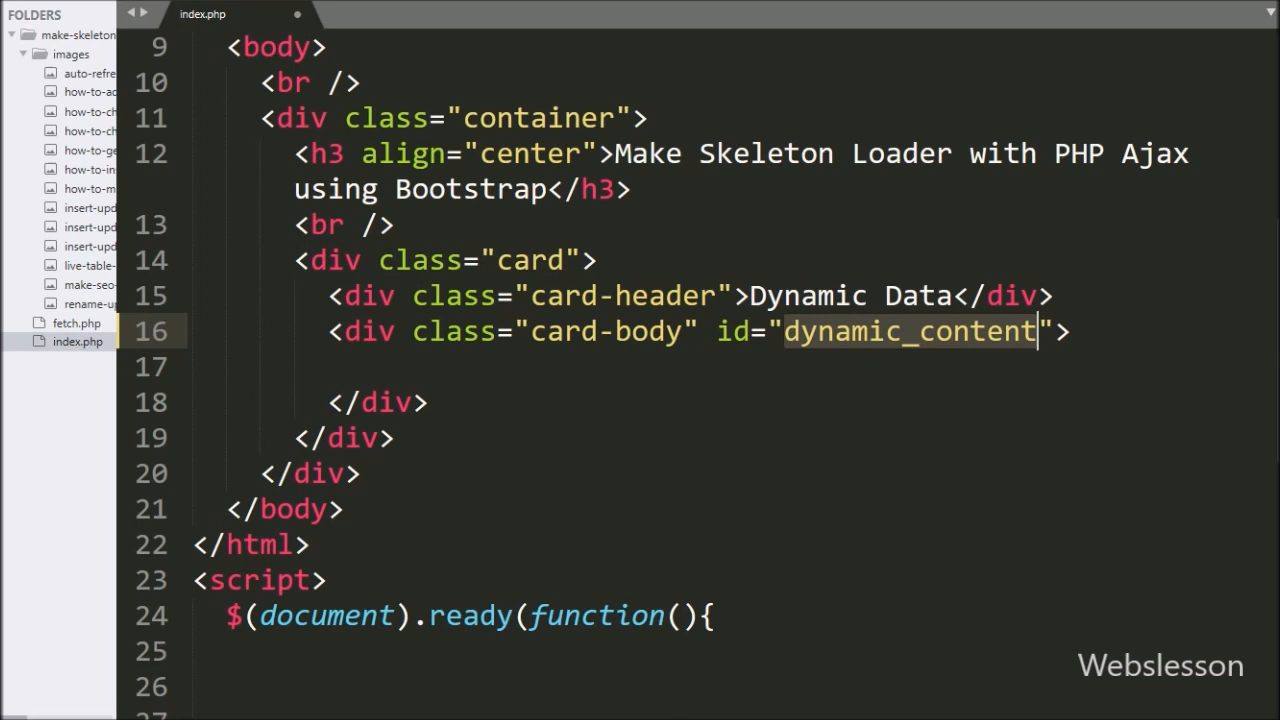 FOLDERS
make-skeleton
images
auto-refre
how-to-ac
how-to-ch
how-to-ch
how-to-ge
how-to-in
how-to-m
insert-upd
insert-upd
insert-upd
live-table-
make-seo-
rename-up
fetch.php
index.php
index.php
9 <body>
10 <br />
11 <div class="container">
12 <h3 align="center">Make Skeleton Loader with PHP Ajax
using Bootstrap</h3>
13 <br />
14 <div class="card">
15 <div class="card-header">Dynamic Data</div>
16 <div class="card-body" id="dynamic_content">
17
18 </div>
19 </div>
20 </div>
21 </body>
22 </html>
23 <script>
24 $(document).ready(function(){
25
26
27
Webslesson